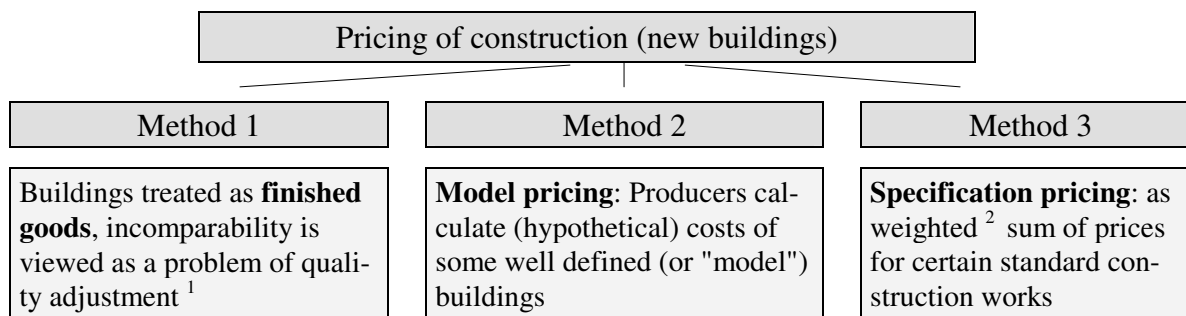 Pricing of construction (new buildings)
Method 1
Method 2
Method 3
Buildings treated as finished
goods, incomparability is
viewed as a problem of quali-
ty adjustment 1
Model pricing: Producers cal-
culate (hypothetical) costs of
some well defined (or "model")
buildings
Specification pricing: as
weighted 2 sum of prices
for certain standard con-
struction works